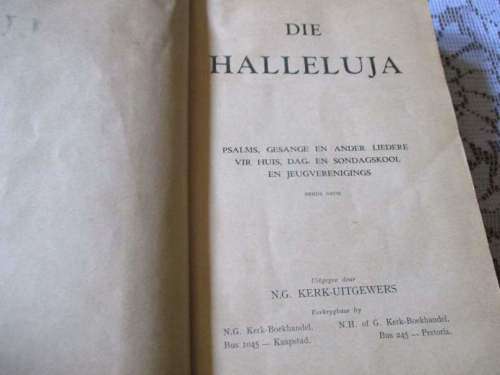 DIE
HALLELUJA
PSALMS, GESANGE EN ANDER LIEDERE
VIR HUIS, DAG- EN SONDAGSKOOL
EN JEUGVERENIGINGS
Uitgegee deur
N.G. KERK-UITGEWERS
Verkrygbaar by
N.G. Kerk-Boekhandel.
Bus 1045 — Kaapstad.
N.H. of G. Kerk-Boekhandel.
Bus 245 — Pretoria.